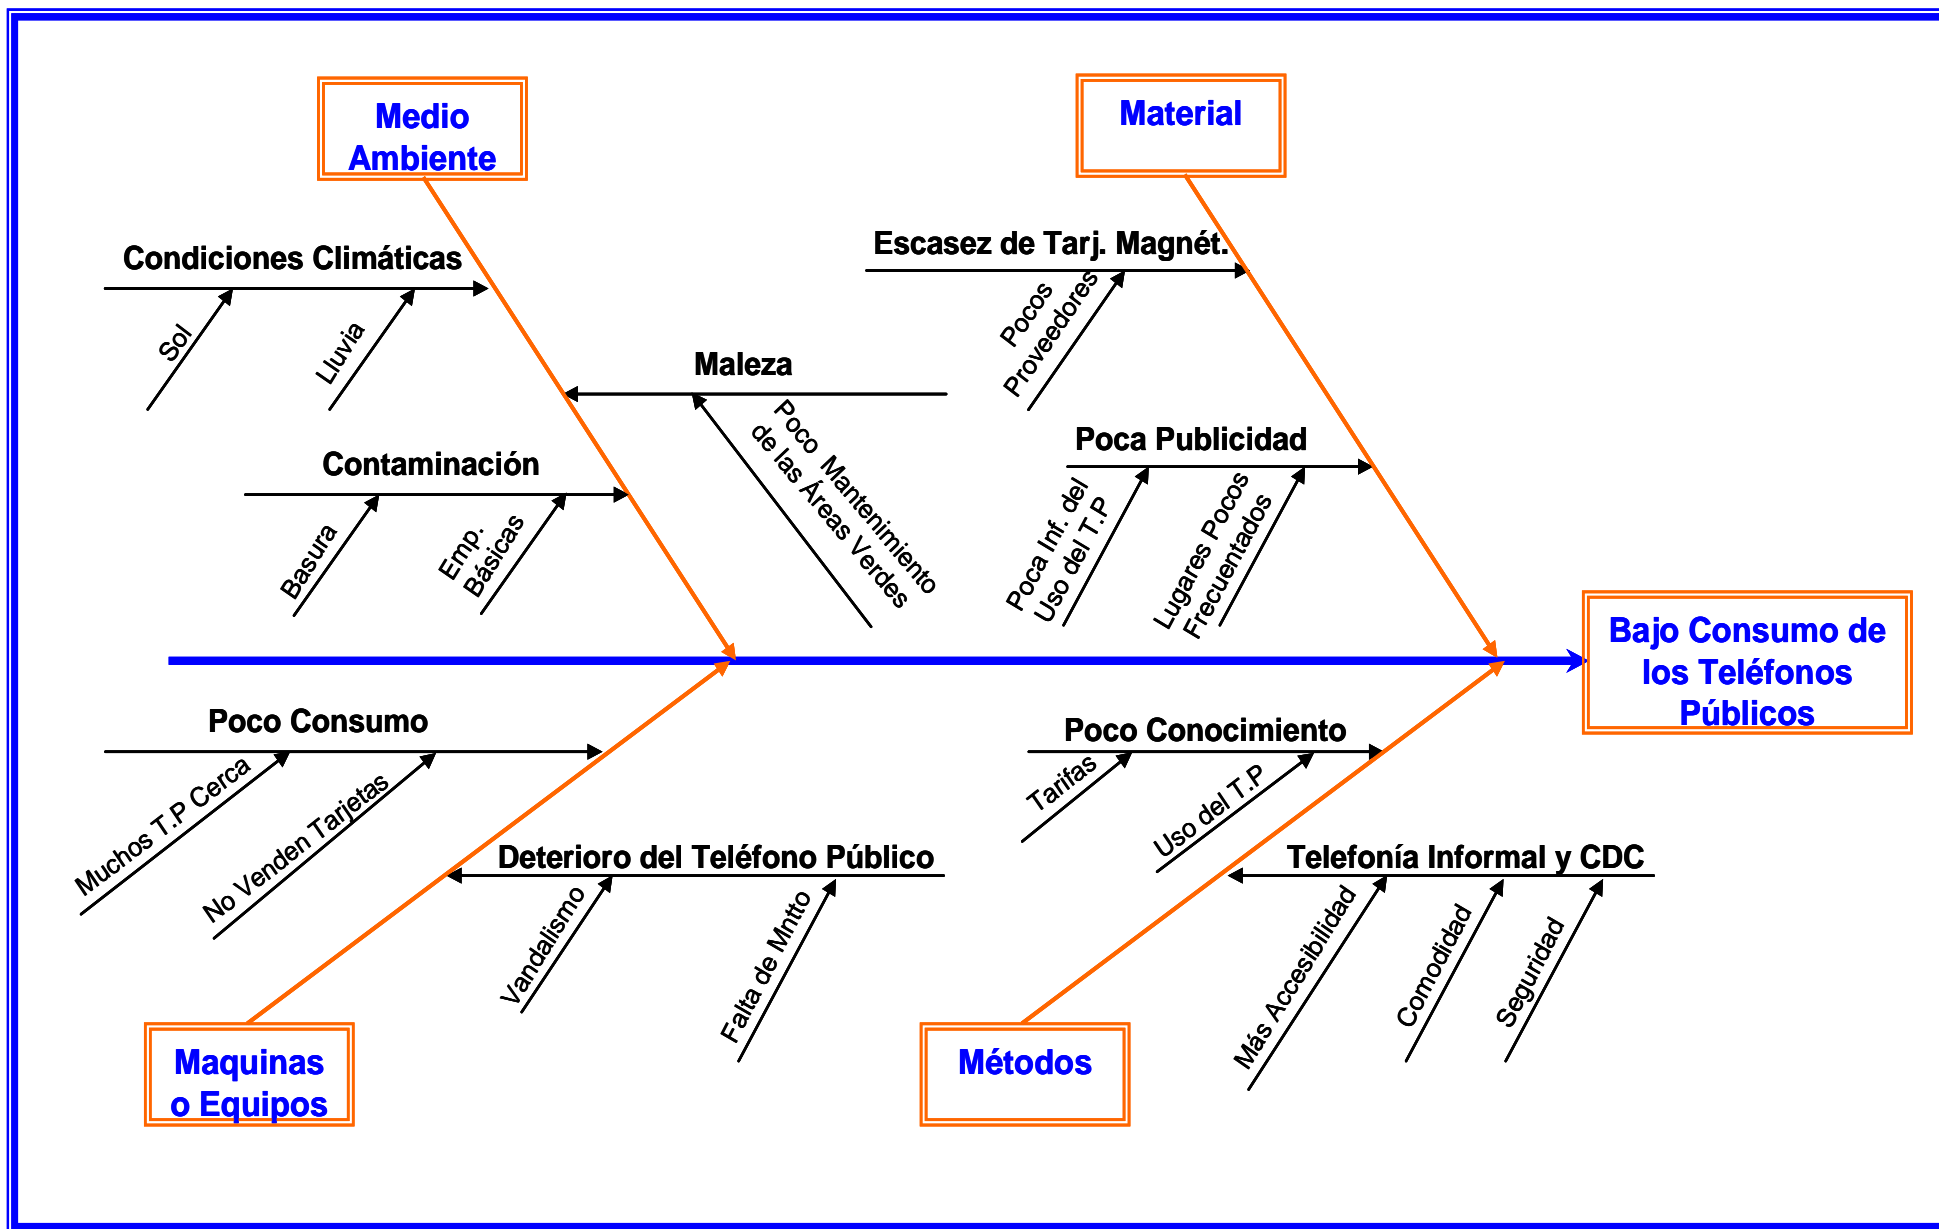 Medio
Ambiente
Material
Condiciones Climáticas
Sol
Lluvia
Maleza
Poco Mantenimiento
de las Áreas Verdes
Contaminación
Basura
Emp.
Básicas
Escasez de Tarj. Magnét.
Pocos
Proveedores
Poca Publicidad
Poca Inf. del
Uso del T.P
Lugares Pocos
Frecuentados
Bajo Consumo de
los Teléfonos
Públicos
Poco Consumo
Muchos T.P Cerca
No Venden Tarjetas
Deterioro del Teléfono Público
Vandalismo
Falta de Mntto
Poco Conocimiento
Tarifas
Uso del T.P
Telefonía Informal y CDC
Más Accesibilidad
Comodidad
Seguridad
Maquinas
o Equipos
Métodos